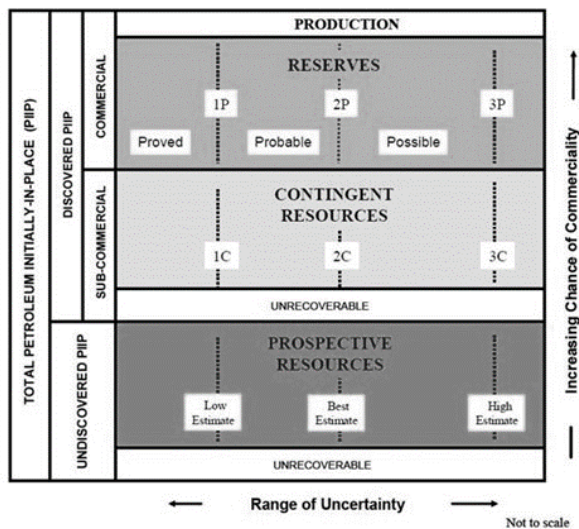 TOTAL PETROLEUM INITIALLY-IN-PLACE (PIIP)
DISCOVERED PIIP
UNDISCOVERED PIIP
COMMERCIAL
SUB-COMMERCIAL
PRODUCTION
RESERVES
1P
2P
3P
Proved
Probable
Possible
CONTINGENT
RESOURCES
1C
2C
3C
UNRECOVERABLE
PROSPECTIVE
RESOURCES
Low
Estimate
Best
Estimate
High
Estimate
UNRECOVERABLE
Increasing Chance of Commerciality
Range of Uncertainty
Not to scale